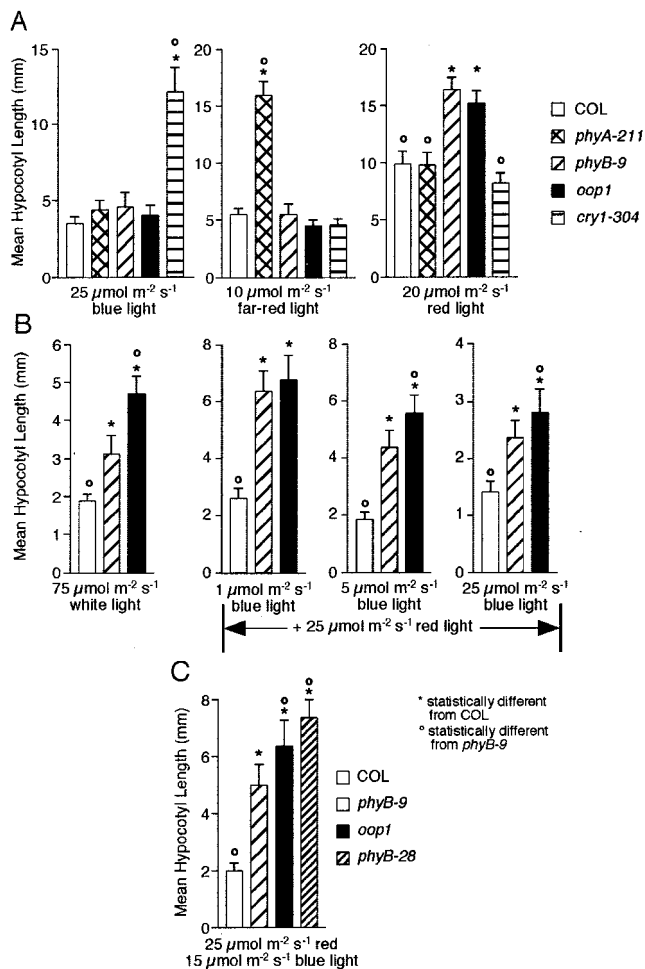 A
Mean Hypocotyl Length (mm)
15
10
5
0
25 µmol m-2 s-1
blue light
20
15
10
5
0
10 µmol m-2 s-1
far-red light
20
15
10
5
0
20 µmol m-2 s-1
red light
COL
phyA-211
phyB-9
oop1
cry1-304
B
Mean Hypocotyl Length (mm)
6
5
4
3
2
1
0
75 µmol m-2 s-1
white light
8
6
4
2
0
1 µmol m-2 s-1
blue light
8
6
4
2
0
5 µmol m-2 s-1
blue light
4
3
2
1
0
25 µmol m-2 s-1
blue light
+ 25 µmol m-2 s-1 red light
C
Mean Hypocotyl Length (mm)
8
6
4
2
0
25 µmol m-2 s-1 red
15 µmol m-2 s-1 blue light
* statistically different
from COL
o statistically different
from phyB-9
COL
phyB-9
oop1
phyB-28